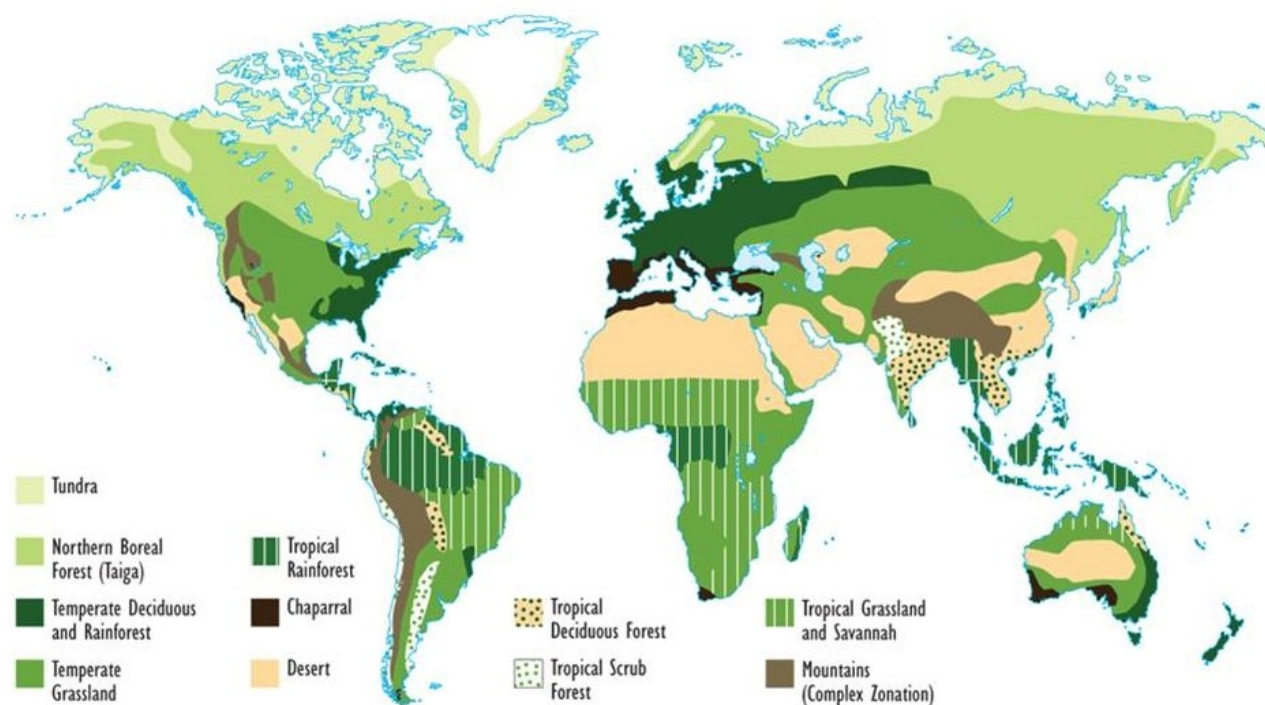 Tundra
Northern Boreal
Forest (Taiga)
Temperate Deciduous
and Rainforest
Temperate
Grassland
Tropical
Rainforest
Chaparral
Desert
Tropical
Deciduous Forest
Tropical Scrub
Forest
Tropical Grassland
and Savannah
Mountains
(Complex Zonation)